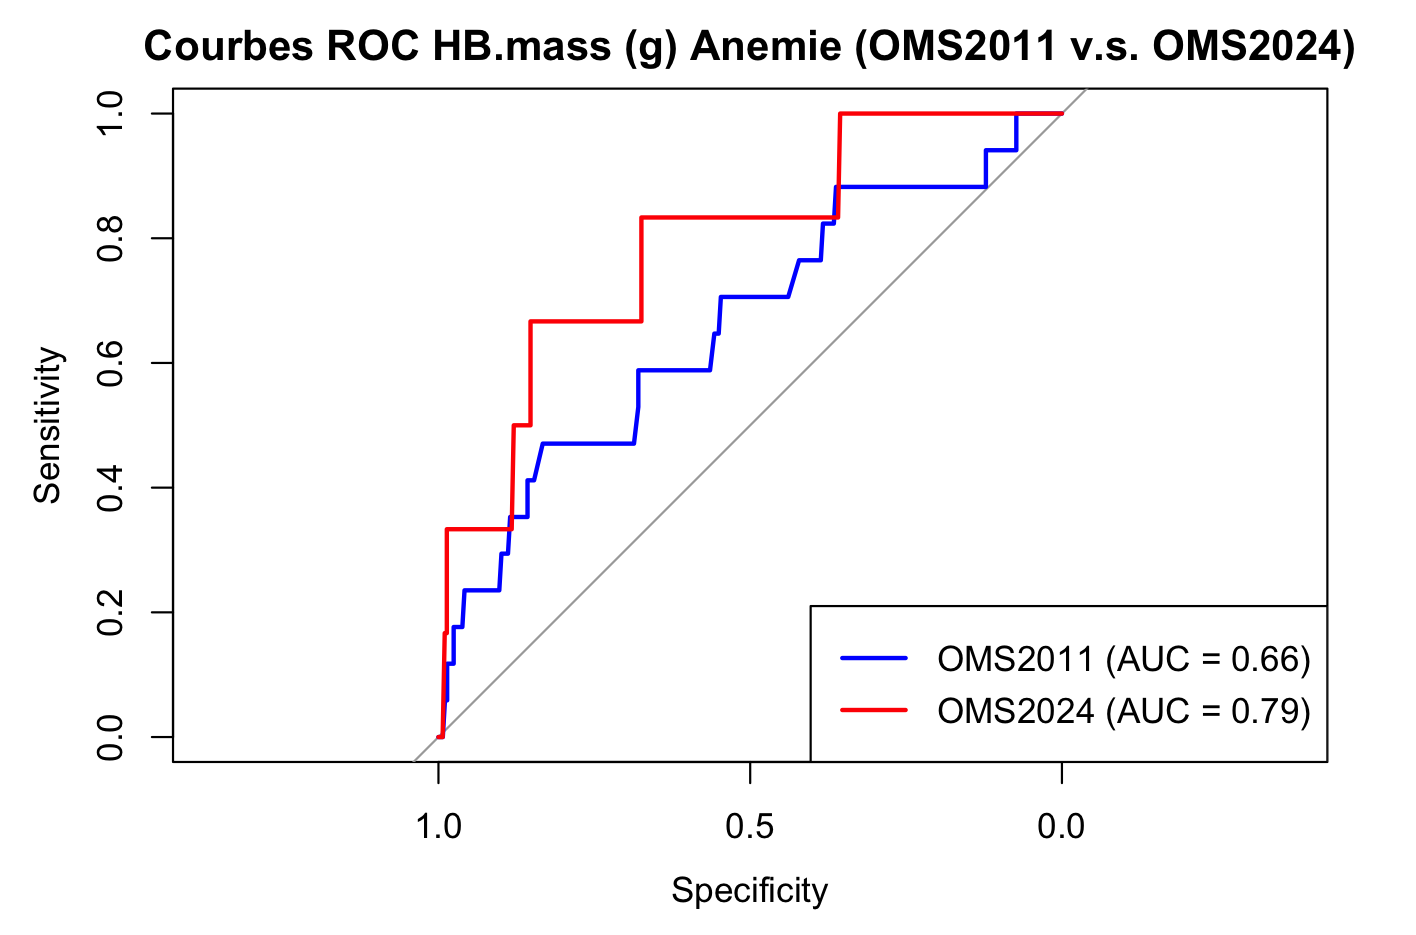 Courbes ROC HB.mass (g) Anemie (OMS2011 v.s. OMS2024)
Sensitivity
1.0
0.8
0.6
0.4
0.2
0.0
OMS2011 (AUC = 0.66)
OMS2024 (AUC = 0.79)
1.0 0.5 0.0
Specificity